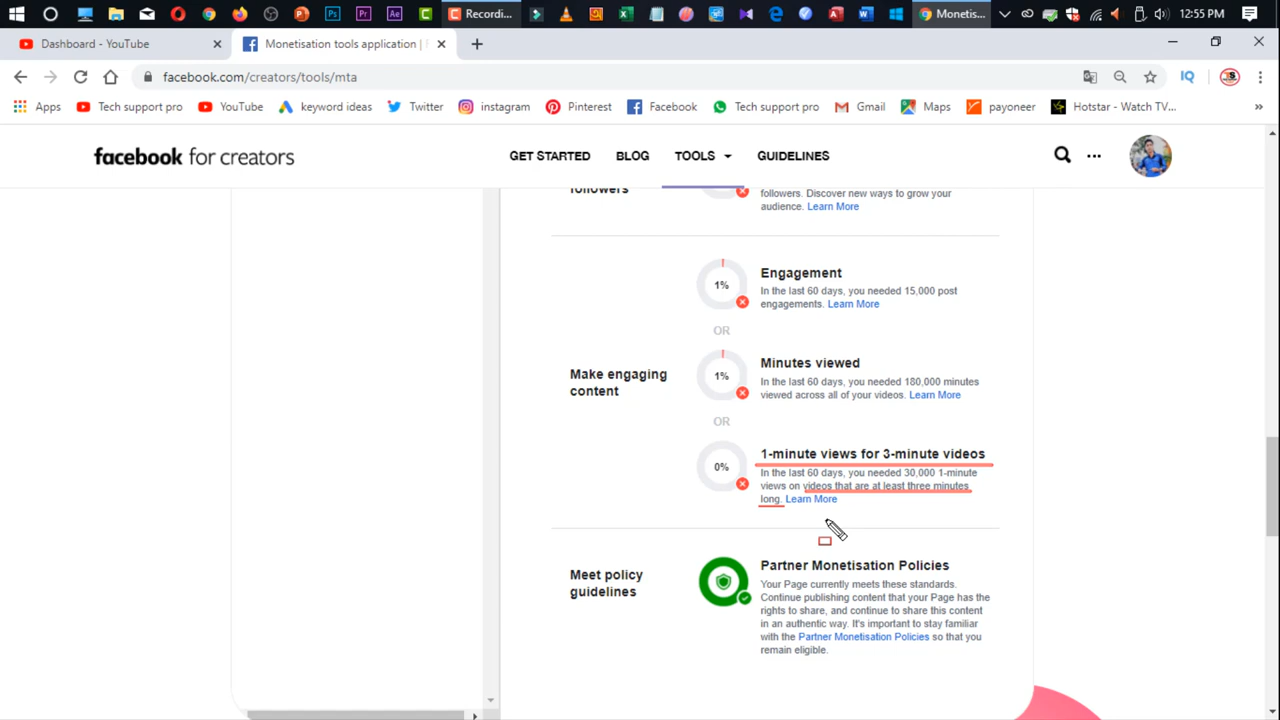 Recordi...
Monetis...
12:55 PM
Dashboard - YouTube
Monetisation tools application |
facebook.com/creators/tools/mta
Apps
Tech support pro
YouTube
keyword ideas
Twitter
instagram
Pinterest
Facebook
Tech support pro
Gmail
Maps
payoneer
Hotstar - Watch TV...
facebook for creators
GET STARTED
BLOG
TOOLS
GUIDELINES
followers
followers. Discover new ways to grow your
audience. Learn More
Make engaging
content
1%
Engagement
In the last 60 days, you needed 15,000 post
engagements. Learn More
OR
1%
Minutes viewed
In the last 60 days, you needed 180,000 minutes
viewed across all of your videos. Learn More
OR
0%
1-minute views for 3-minute videos
In the last 60 days, you needed 30,000 1-minute
views on videos that are at least three minutes
long. Learn More
Meet policy
guidelines
Partner Monetisation Policies
Your Page currently meets these standards.
Continue publishing content that your Page has the
rights to share, and continue to share this content
in an authentic way. It's important to stay familiar
with the Partner Monetisation Policies so that you
remain eligible.